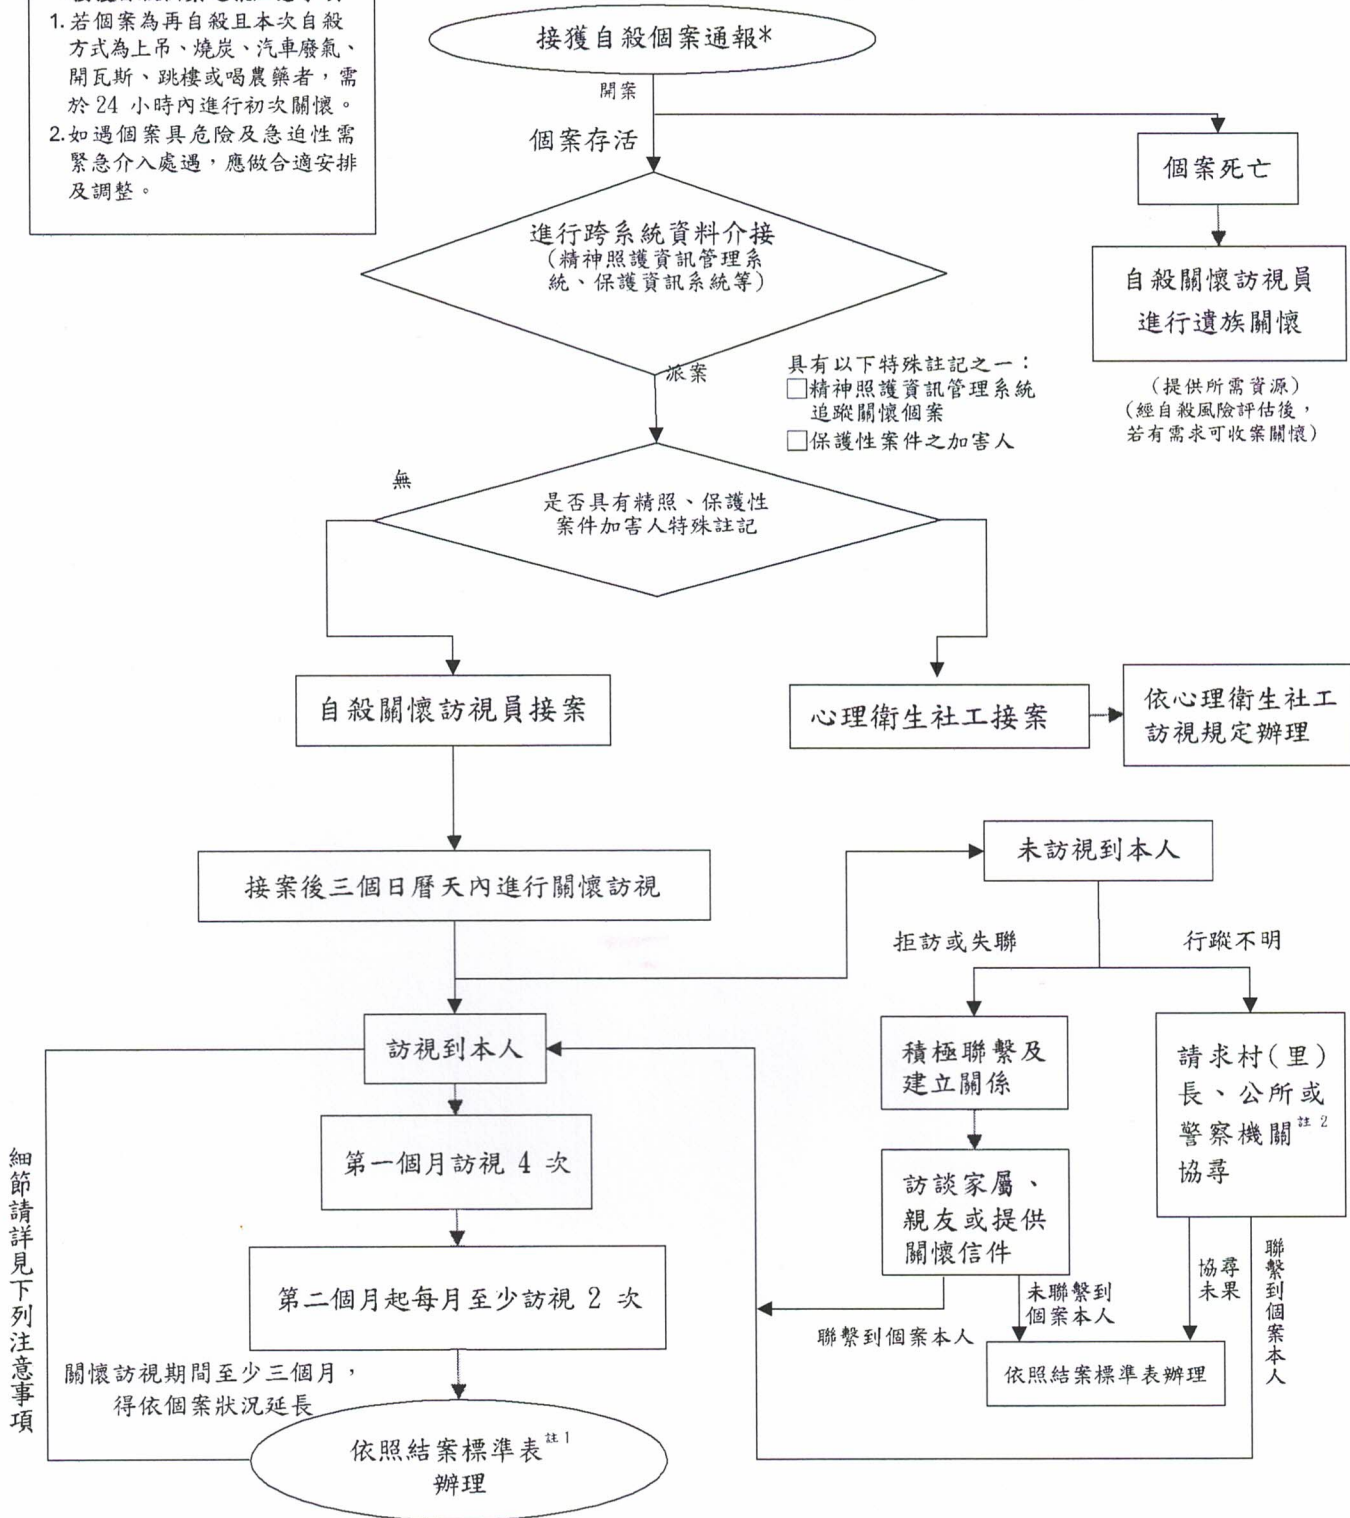 1.若個案為再自殺且本次自殺
方式為上吊、燒炭、汽車廢氣、
開瓦斯、跳樓或喝農藥者，需
於 24 小時內進行初次關懷。
2.如遇個案具危險及急迫性需
緊急介入處遇，應做合適安排
及調整。
接獲自殺個案通報*
開案
個案存活
個案死亡
進行跨系統資料介接
（精神照護資訊管理系
統、保護資訊系統等）
自殺關懷訪視員
進行遺族關懷
（提供所需資源）
（經自殺風險評估後，
若有需求可收案關懷）
派案
具有以下特殊註記之一：
□精神照護資訊管理系統
追蹤關懷個案
□保護性案件之加害人
無
是否具有精照、保護性
案件加害人特殊註記
自殺關懷訪視員接案
心理衛生社工接案
依心理衛生社工
訪視規定辦理
接案後三個日曆天內進行關懷訪視
未訪視到本人
拒訪或失聯
行蹤不明
訪視到本人
積極聯繫及
建立關係
請求村（里）
長、公所或
警察機關註2
協尋
第一個月訪視 4 次
訪談家屬、
親友或提供
關懷信件
第二個月起每月至少訪視 2 次
聯繫到個案本人
未聯繫到
個案本人
協尋
未果
聯繫到個案本人
依照結案標準表辦理
關懷訪視期間至少三個月，
得依個案狀況延長
依照結案標準表註1
辦理
細節請詳見下列注意事項